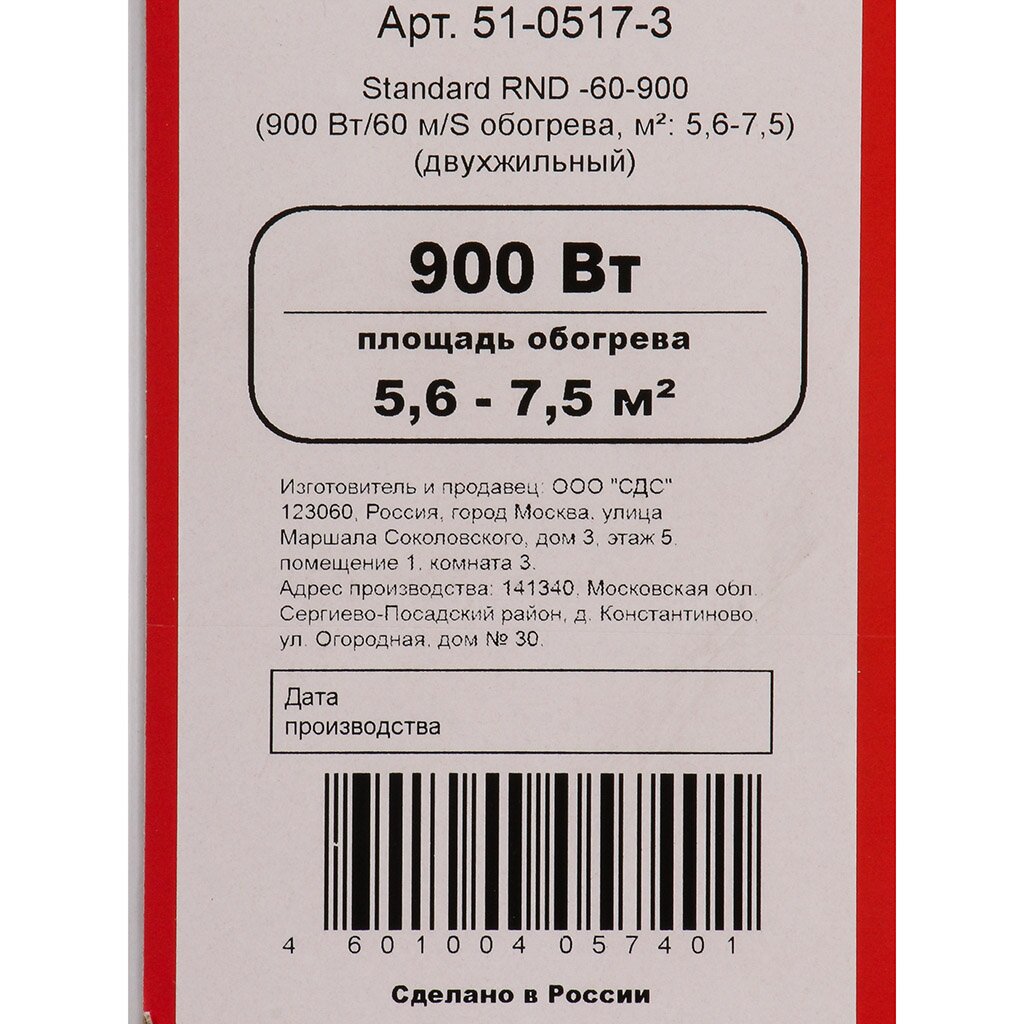 Арт. 51-0517-3
Standard RND -60-900
(900 Вт/60 м/S обогрева, м²: 5,6-7,5)
(двухжильный)
900 Вт
площадь обогрева
5,6 - 7,5 м²
Изготовитель и продавец: ООО "СДС"
123060, Россия, город Москва, улица
Маршала Соколовского, дом 3, этаж 5,
помещение 1, комната 3.
Адрес производства: 141340, Московская обл.
Сергиево-Посадский район, д. Константиново,
ул. Огородная, дом № 30.
Дата
производства
4 601004 057401
Сделано в России